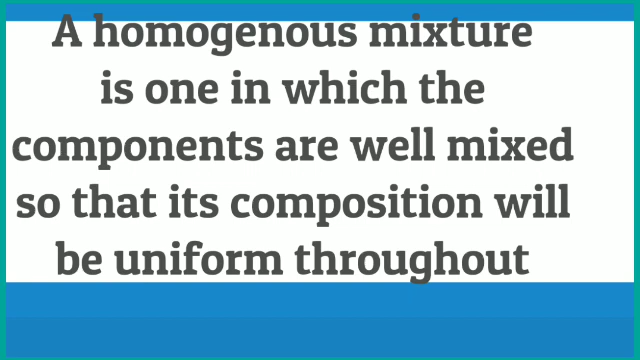 A homogenous mixture
is one in which the
components are well mixed
so that its composition will
be uniform throughout